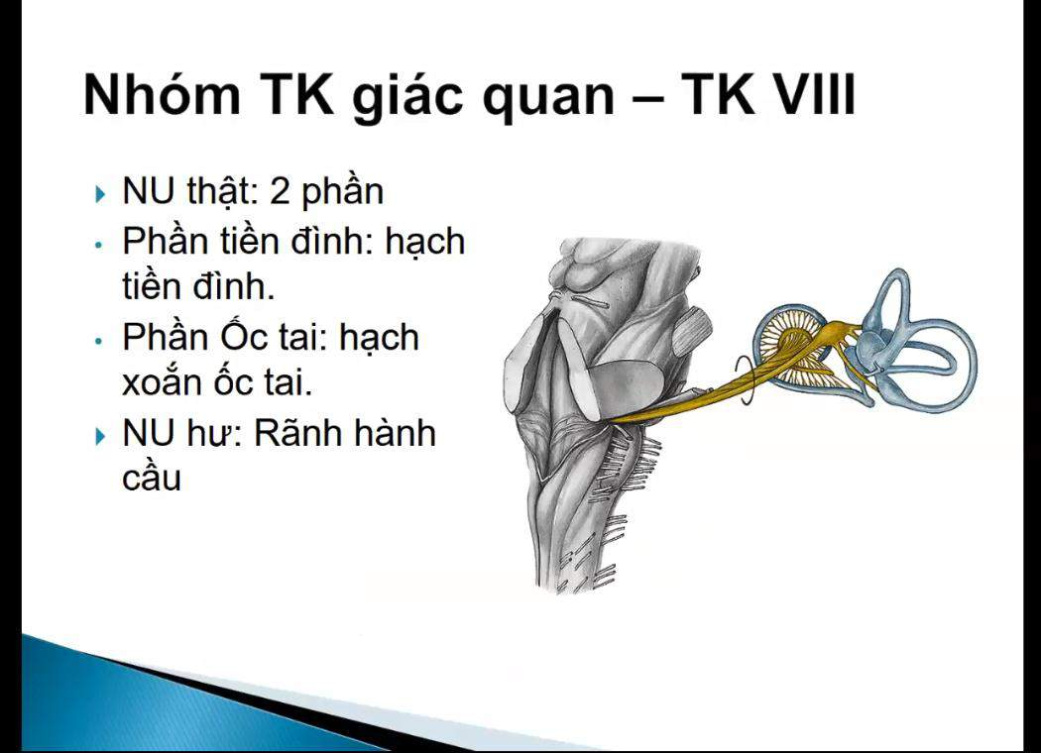 Nhóm TK giác quan – TK VIII
NU thật: 2 phần
Phần tiền đình: hạch
tiền đình.
Phần Ốc tai: hạch
xoắn ốc tai.
NU hư: Rãnh hành
cầu